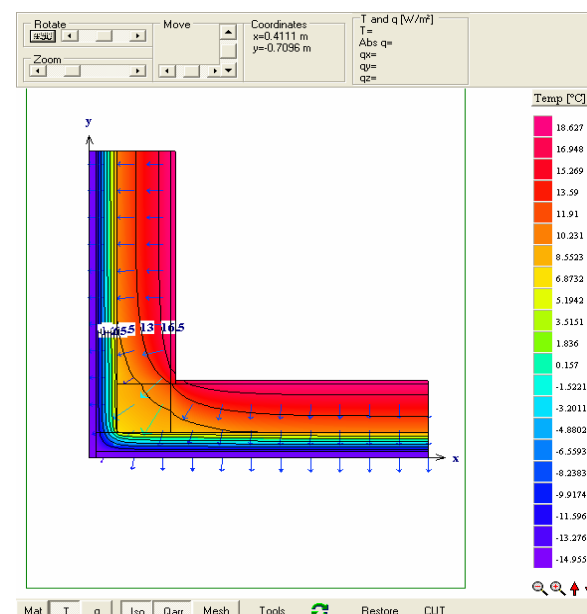 Rotate
Move
Coordinates
x=0.4111 m
y=-0.7096 m
T and q [W/m²]
T=
Abs q=
qx=
qy=
qz=
Zoom
Temp [°C]
18.627
16.948
15.269
13.59
11.91
10.231
8.5523
6.8732
5.1942
3.5151
1.836
0.157
-1.5221
-3.2011
-4.8802
-6.5593
-8.2383
-9.9174
-11.596
-13.276
-14.955
y
13
16.5
x
Mat
T
q
Iso
Qarr
Mesh
Tools
Restore
CUT